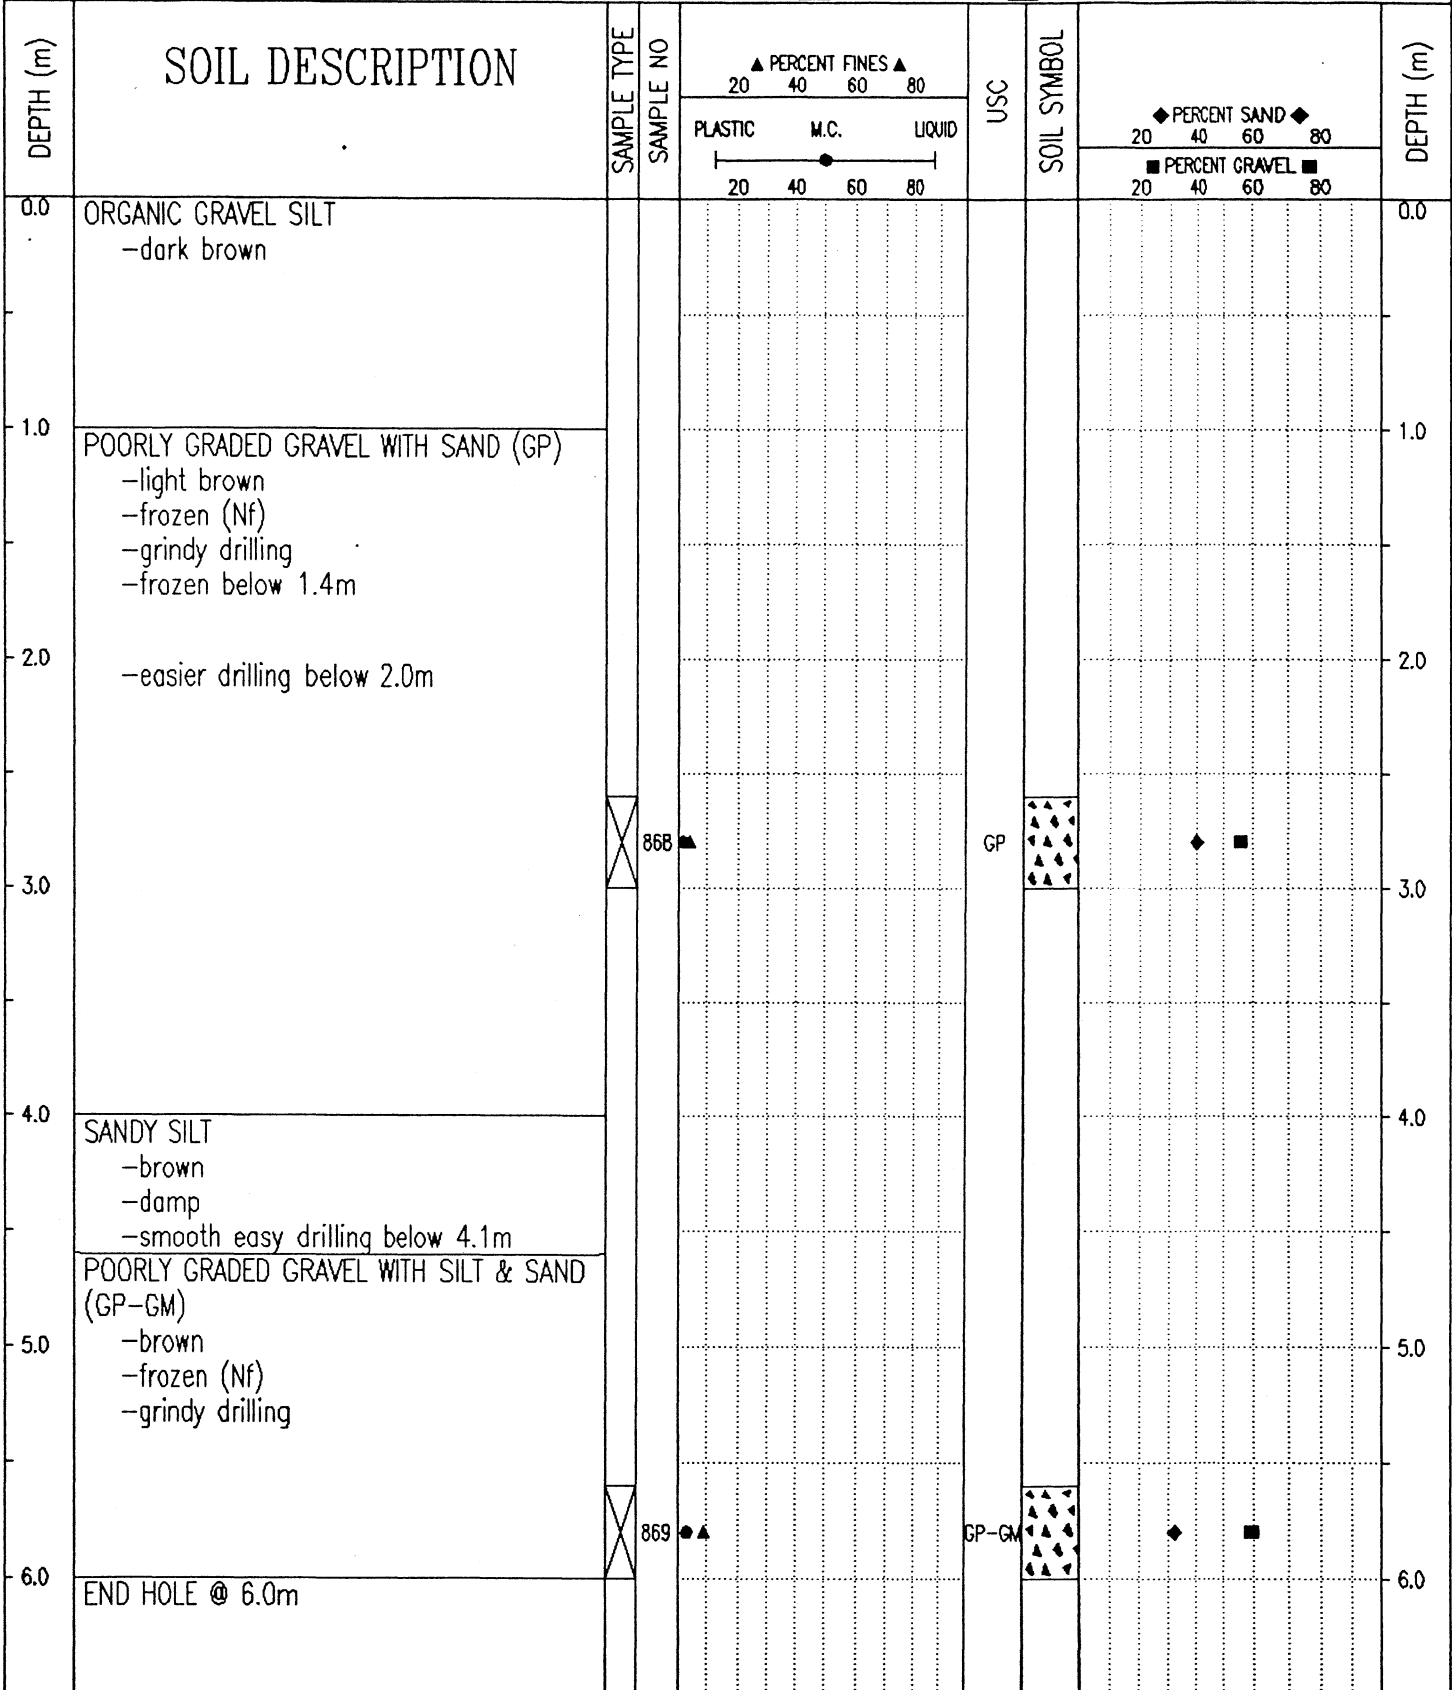 DEPTH (m)
SOIL DESCRIPTION
SAMPLE TYPE
SAMPLE NO
▲ PERCENT FINES ▲
20 40 60 80
PLASTIC M.C. LIQUID
20 40 60 80
USC
SOIL SYMBOL
◆ PERCENT SAND ◆
20 40 60 80
■ PERCENT GRAVEL ■
20 40 60 80
DEPTH (m)
0.0 ORGANIC GRAVEL SILT 0.0
-dark brown
1.0 1.0
POORLY GRADED GRAVEL WITH SAND (GP)
-light brown
-frozen (Nf)
-grindy drilling
-frozen below 1.4m
2.0 2.0
-easier drilling below 2.0m
868 GP
3.0 3.0
4.0 4.0
SANDY SILT
-brown
-damp
-smooth easy drilling below 4.1m
POORLY GRADED GRAVEL WITH SILT & SAND
(GP-GM)
-brown
5.0 5.0
-frozen (Nf)
-grindy drilling
869 GP-GM
6.0 6.0
END HOLE @ 6.0m